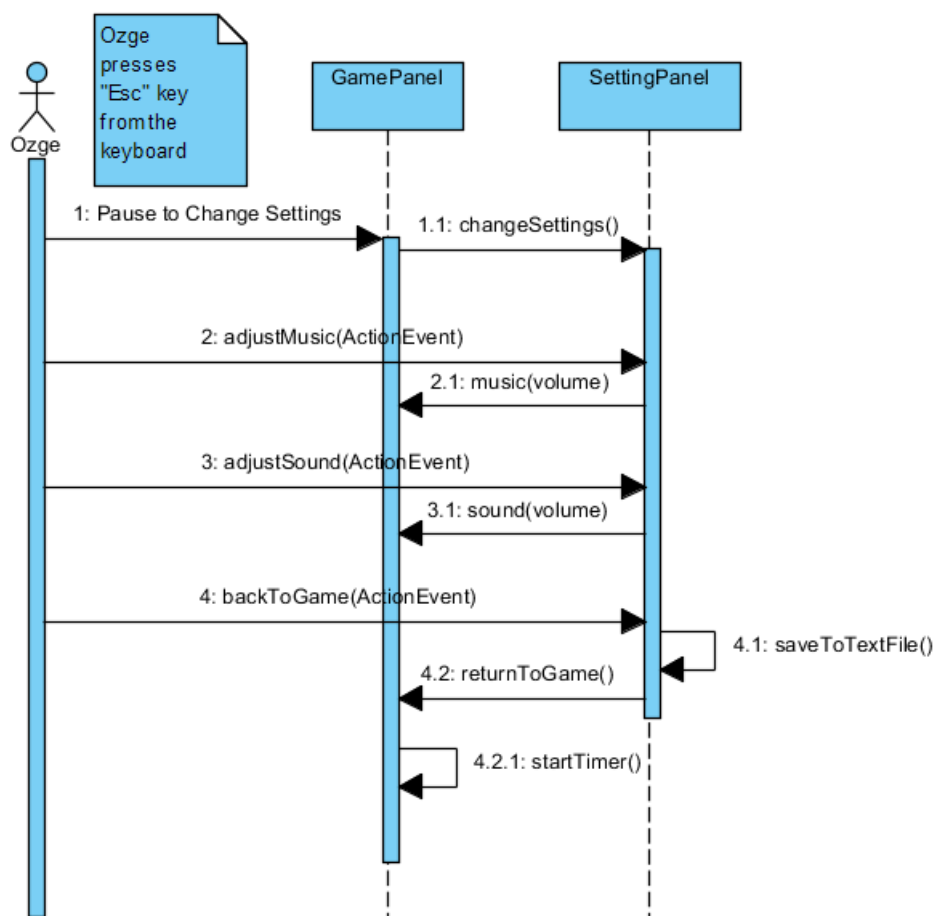 Ozge
presses
"Esc" key
from the
keyboard
Ozge
GamePanel
SettingPanel
1: Pause to Change Settings
1.1: changeSettings()
2: adjustMusic(ActionEvent)
2.1: music(volume)
3: adjustSound(ActionEvent)
3.1: sound(volume)
4: backToGame(ActionEvent)
4.1: saveToTextFile()
4.2: returnToGame()
4.2.1: startTimer()